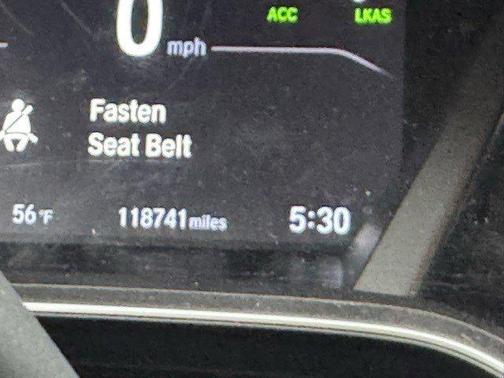 ACC LKAS
0 mph
Fasten
Seat Belt
56°F 118741 miles 5:30